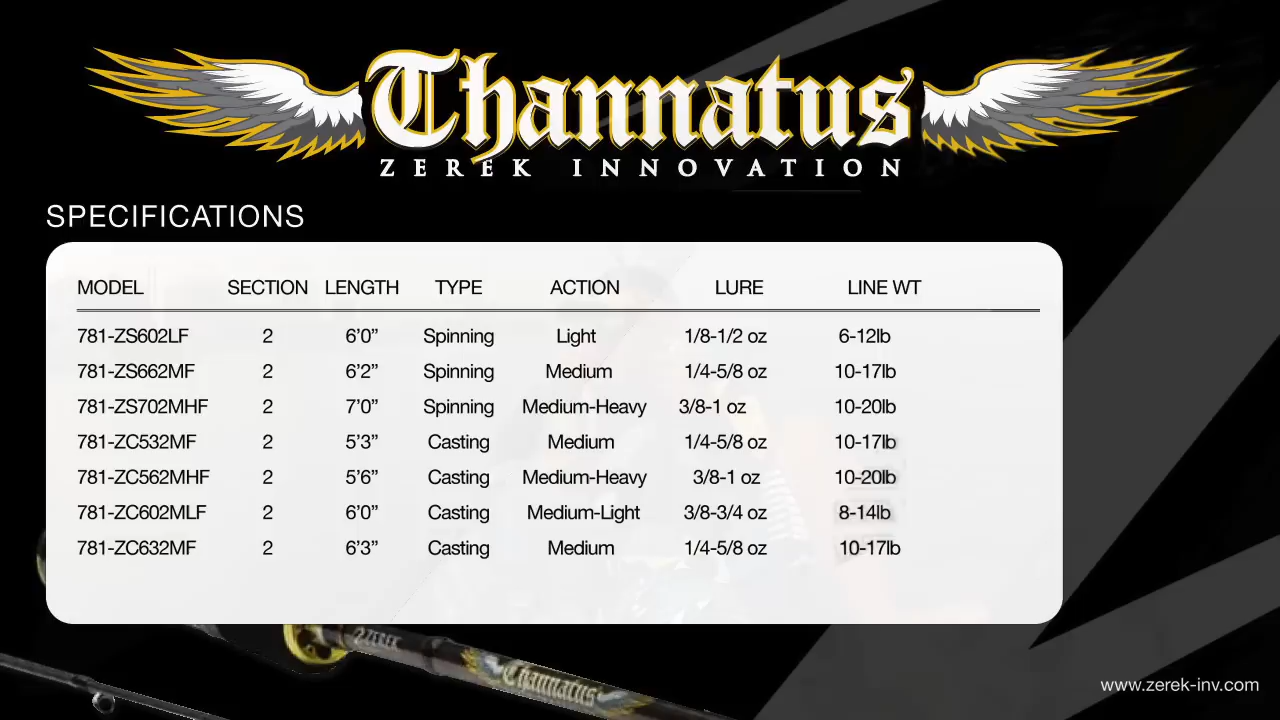 Thannatus
ZEREK INNOVATION
SPECIFICATIONS
MODEL SECTION LENGTH TYPE ACTION LURE LINE WT
781-ZS602LF 2 6’0” Spinning Light 1/8-1/2 oz 6-12lb
781-ZS662MF 2 6’2” Spinning Medium 1/4-5/8 oz 10-17lb
781-ZS702MHF 2 7’0” Spinning Medium-Heavy 3/8-1 oz 10-20lb
781-ZC532MF 2 5’3” Casting Medium 1/4-5/8 oz 10-17lb
781-ZC562MHF 2 5’6” Casting Medium-Heavy 3/8-1 oz 10-20lb
781-ZC602MLF 2 6’0” Casting Medium-Light 3/8-3/4 oz 8-14lb
781-ZC632MF 2 6’3” Casting Medium 1/4-5/8 oz 10-17lb
ZEREK
Thannatus
www.zerek-inv.com